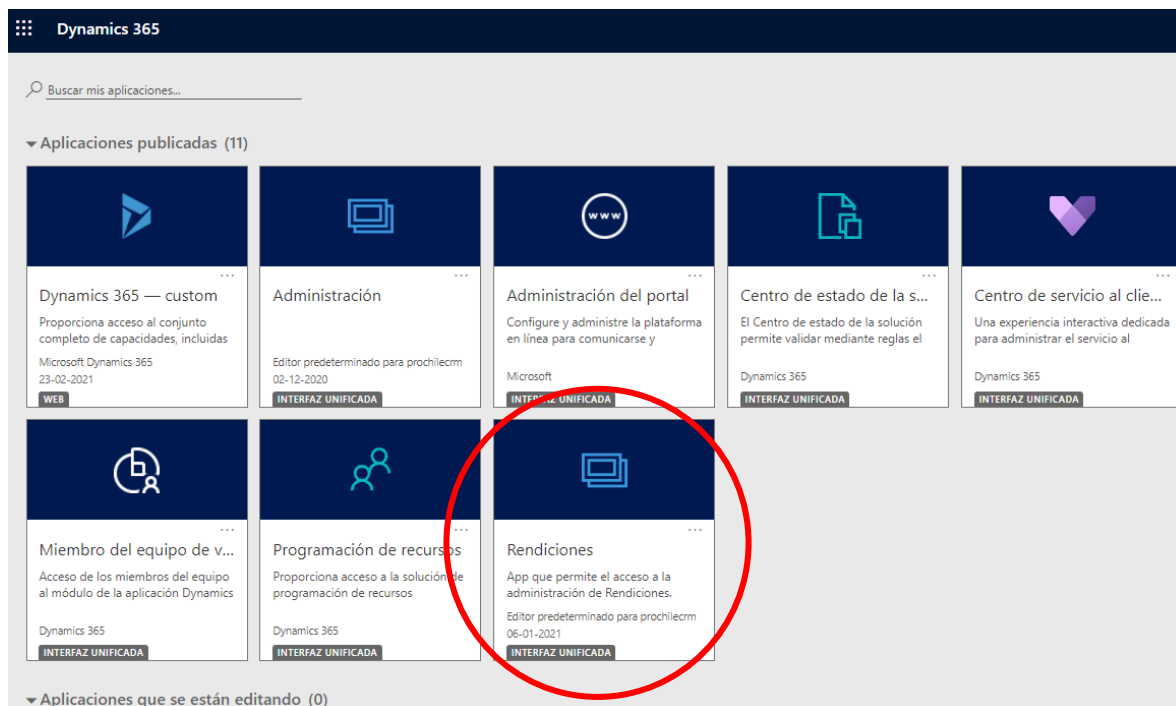 Dynamics 365
Buscar mis aplicaciones...
Aplicaciones publicadas (11)
Dynamics 365 — custom
Proporciona acceso al conjunto
completo de capacidades, incluidas
Microsoft Dynamics 365
23-02-2021
WEB
Administración
Editor predeterminado para prochilecrm
02-12-2020
INTERFAZ UNIFICADA
www
Administración del portal
Configure y administre la plataforma
en línea para comunicarse y
Microsoft
INTERFAZ UNIFICADA
Centro de estado de la s...
El Centro de estado de la solución
permite validar mediante reglas el
Dynamics 365
INTERFAZ UNIFICADA
Centro de servicio al clie...
Una experiencia interactiva dedicada
para administrar el servicio al
Dynamics 365
INTERFAZ UNIFICADA
Miembro del equipo de v...
Acceso de los miembros del equipo
al módulo de la aplicación Dynamics
Dynamics 365
INTERFAZ UNIFICADA
Programación de recursos
Proporciona acceso a la solución de
programación de recursos
Dynamics 365
INTERFAZ UNIFICADA
Rendiciones
App que permite el acceso a la
administración de Rendiciones.
Editor predeterminado para prochilecrm
06-01-2021
INTERFAZ UNIFICADA
Aplicaciones que se están editando (0)